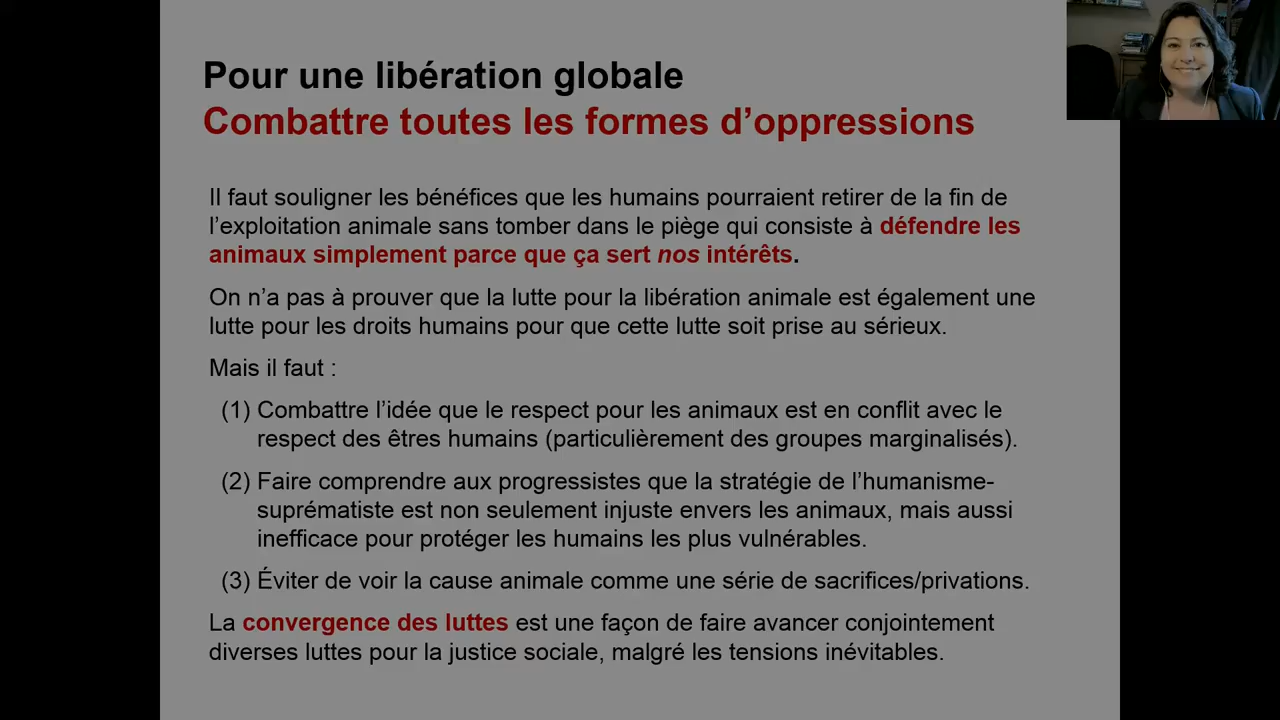 Pour une libération globale
Combattre toutes les formes d’oppressions
Il faut souligner les bénéfices que les humains pourraient retirer de la fin de
l’exploitation animale sans tomber dans le piège qui consiste à défendre les
animaux simplement parce que ça sert nos intérêts.
On n’a pas à prouver que la lutte pour la libération animale est également une
lutte pour les droits humains pour que cette lutte soit prise au sérieux.
Mais il faut :
(1) Combattre l’idée que le respect pour les animaux est en conflit avec le
respect des êtres humains (particulièrement des groupes marginalisés).
(2) Faire comprendre aux progressistes que la stratégie de l’humanisme-
suprématiste est non seulement injuste envers les animaux, mais aussi
inefficace pour protéger les humains les plus vulnérables.
(3) Éviter de voir la cause animale comme une série de sacrifices/privations.
La convergence des luttes est une façon de faire avancer conjointement
diverses luttes pour la justice sociale, malgré les tensions inévitables.